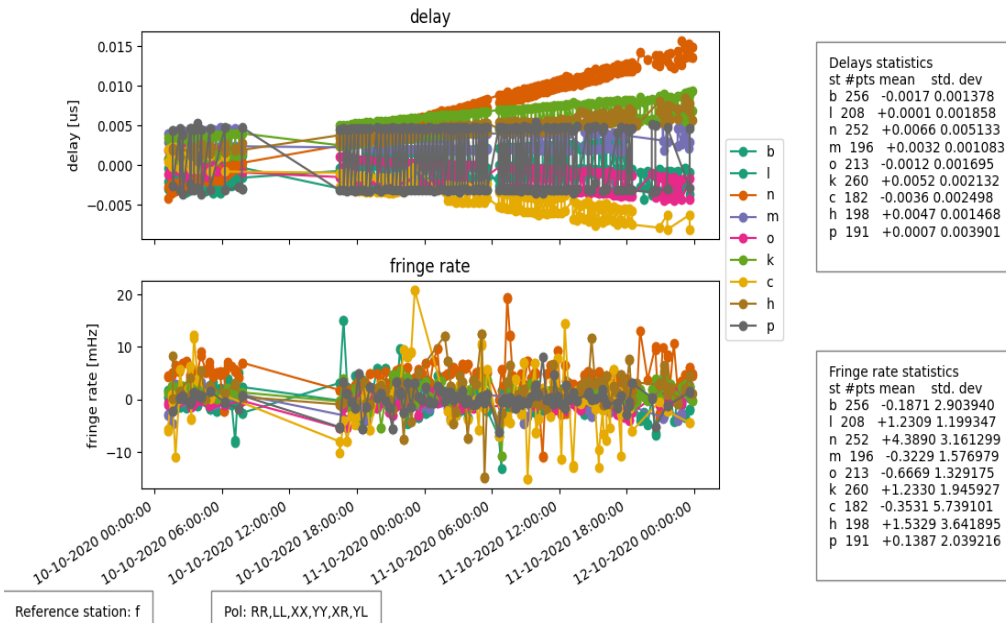 delay
0.015
0.010
0.005
0.000
−0.005
delay [us]
fringe rate
20
10
0
−10
fringe rate [mHz]
10-10-2020 00:00:00
10-10-2020 06:00:00
10-10-2020 12:00:00
10-10-2020 18:00:00
11-10-2020 00:00:00
11-10-2020 06:00:00
11-10-2020 12:00:00
11-10-2020 18:00:00
12-10-2020 00:00:00
b
l
n
m
o
k
c
h
p
Delays statistics
st #pts mean std. dev
b 256 -0.0017 0.001378
l 208 +0.0001 0.001858
n 252 +0.0066 0.005133
m 196 +0.0032 0.001083
o 213 -0.0012 0.001695
k 260 +0.0052 0.002132
c 182 -0.0036 0.002498
h 198 +0.0047 0.001468
p 191 +0.0007 0.003901
Fringe rate statistics
st #pts mean std. dev
b 256 -0.1871 2.903940
l 208 +1.2309 1.199347
n 252 +4.3890 3.161299
m 196 -0.3229 1.576979
o 213 -0.6669 1.329175
k 260 +1.2330 1.945927
c 182 -0.3531 5.739101
h 198 +1.5329 3.641895
p 191 +0.1387 2.039216
Reference station: f
Pol: RR,LL,XX,YY,XR,YL